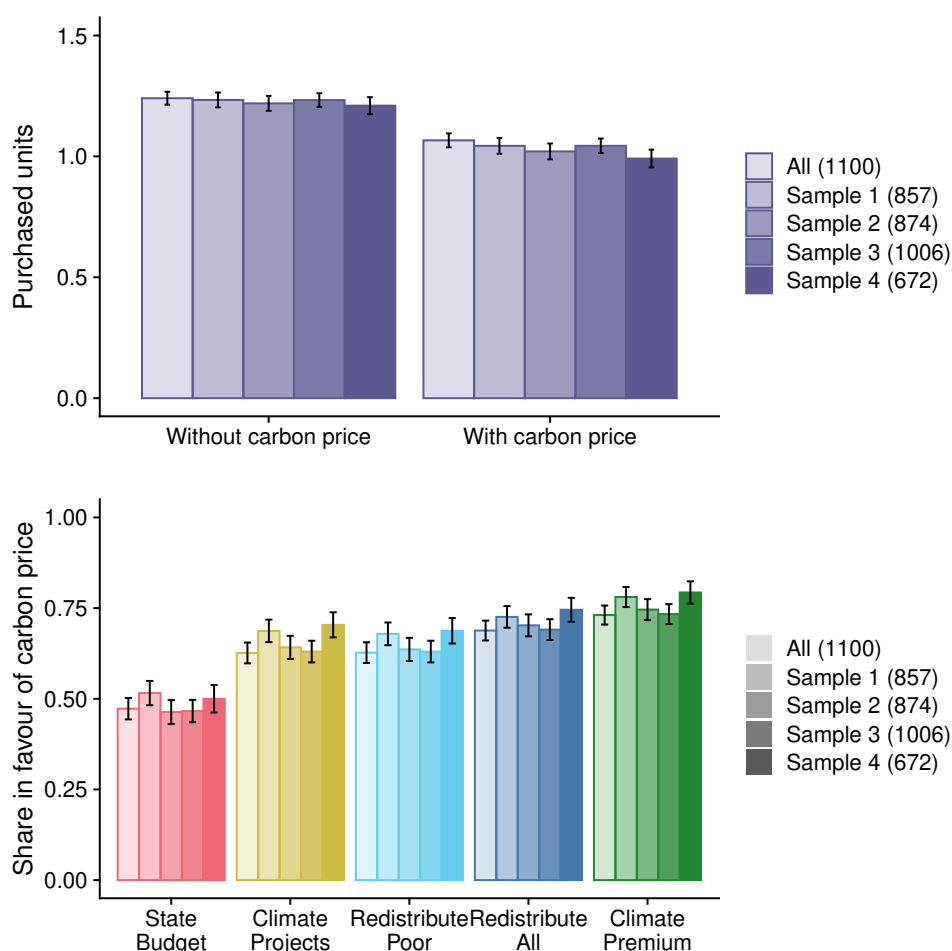 Purchased units
1.5
1.0
0.5
0.0
Without carbon price
With carbon price
All (1100)
Sample 1 (857)
Sample 2 (874)
Sample 3 (1006)
Sample 4 (672)
Share in favour of carbon price
1.00
0.75
0.50
0.25
0.00
State
Budget
Climate
Projects
Redistribute
Poor
Redistribute
All
Climate
Premium
All (1100)
Sample 1 (857)
Sample 2 (874)
Sample 3 (1006)
Sample 4 (672)